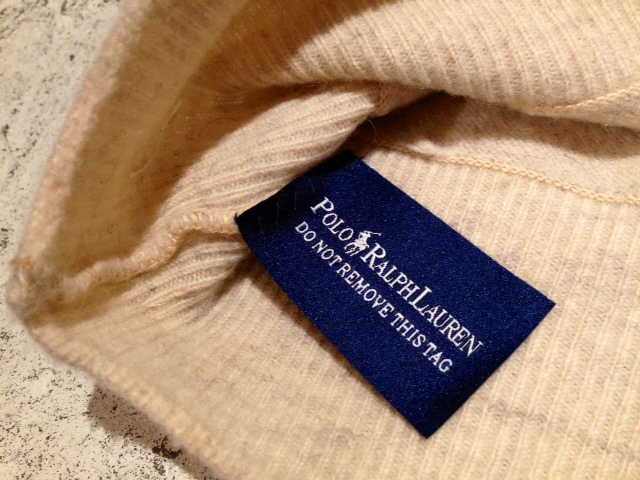 POLO RALPH LAUREN
DO NOT REMOVE THIS TAG